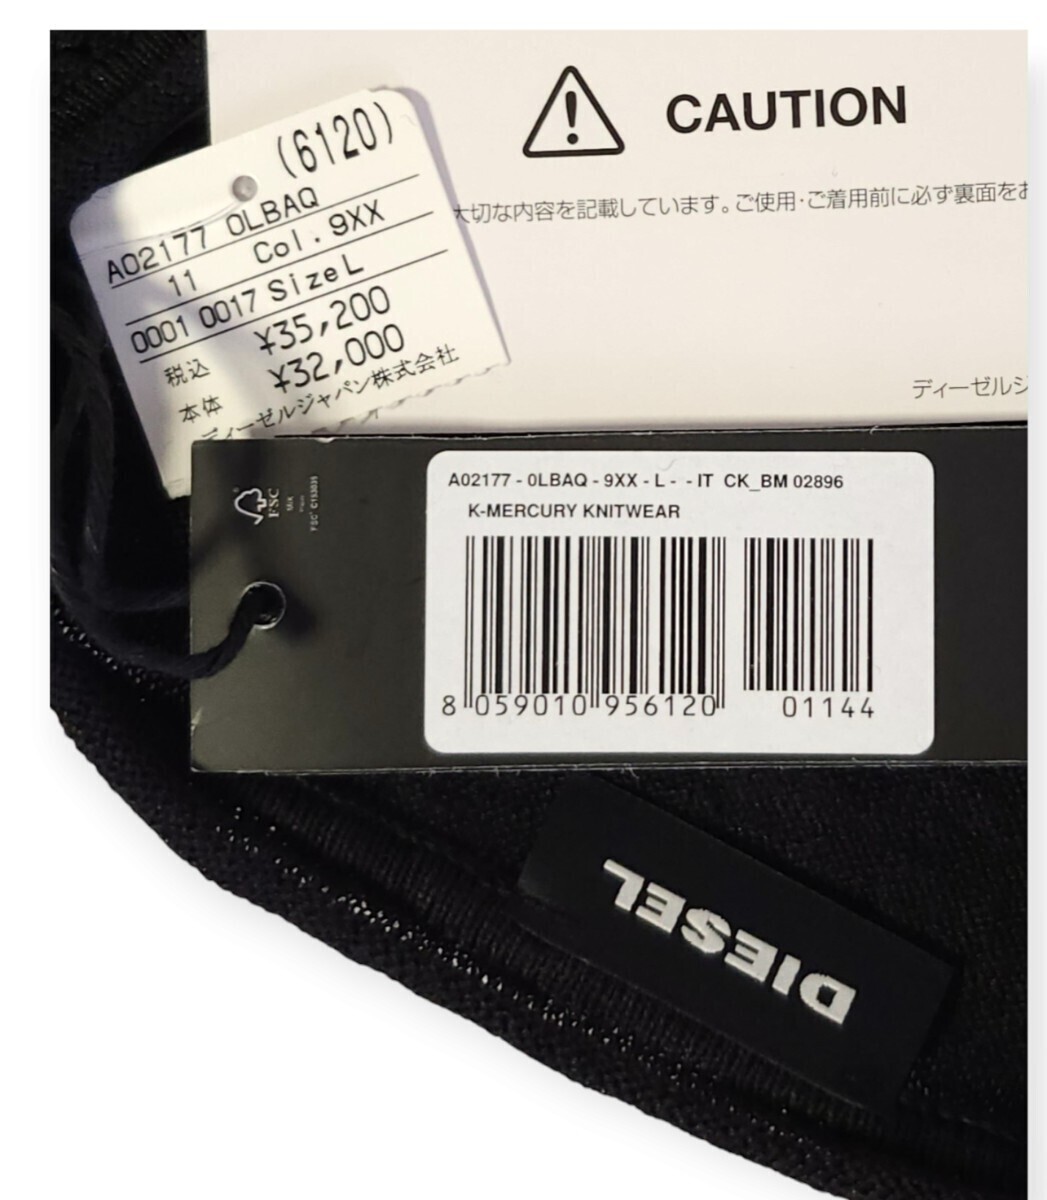 (6120)
A02177 0LBAQ
11 Col.9XX
0001 0017 Size L
税込 ¥35,200
本体 ¥32,000
ディーゼルジャパン株式会社
CAUTION
大切な内容を記載しています。ご使用・ご着用前に必ず裏面をお
ディーゼルジ
FSC
MIX
FSC® C153035
A02177 - 0LBAQ - 9XX - L - - IT CK_BM 02896
K-MERCURY KNITWEAR
8 059010 956120 01144
DIESEL